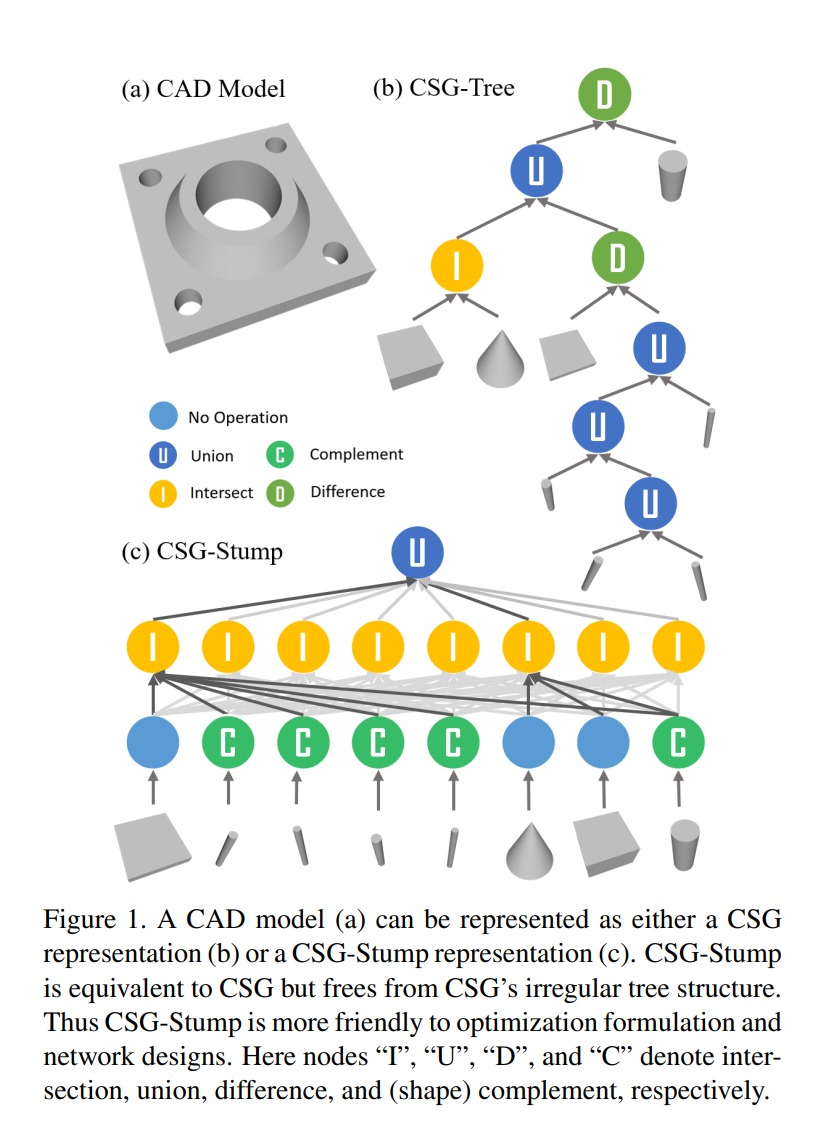 (a) CAD Model
(b) CSG-Tree
D
U
I
D
U
U
U
No Operation
U Union
C Complement
I Intersect
D Difference
(c) CSG-Stump
U
I I I I I I I I
C C C C C
Figure 1. A CAD model (a) can be represented as either a CSG
representation (b) or a CSG-Stump representation (c). CSG-Stump
is equivalent to CSG but frees from CSG's irregular tree structure.
Thus CSG-Stump is more friendly to optimization formulation and
network designs. Here nodes “I”, “U”, “D”, and “C” denote inter-
section, union, difference, and (shape) complement, respectively.